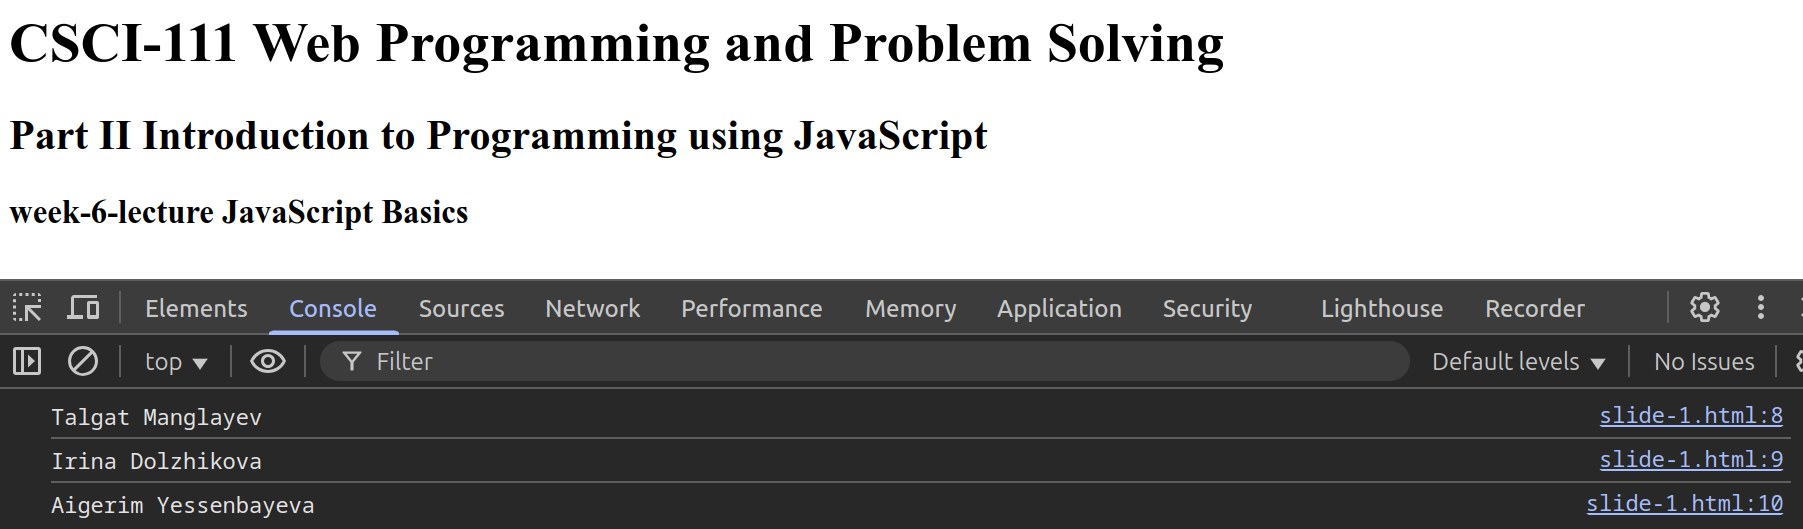 CSCI-111 Web Programming and Problem Solving
Part II Introduction to Programming using JavaScript
week-6-lecture JavaScript Basics
Elements Console Sources Network Performance Memory Application Security Lighthouse Recorder
top Filter Default levels No Issues
Talgat Manglayev slide-1.html:8
Irina Dolzhikova slide-1.html:9
Aigerim Yessenbayeva slide-1.html:10